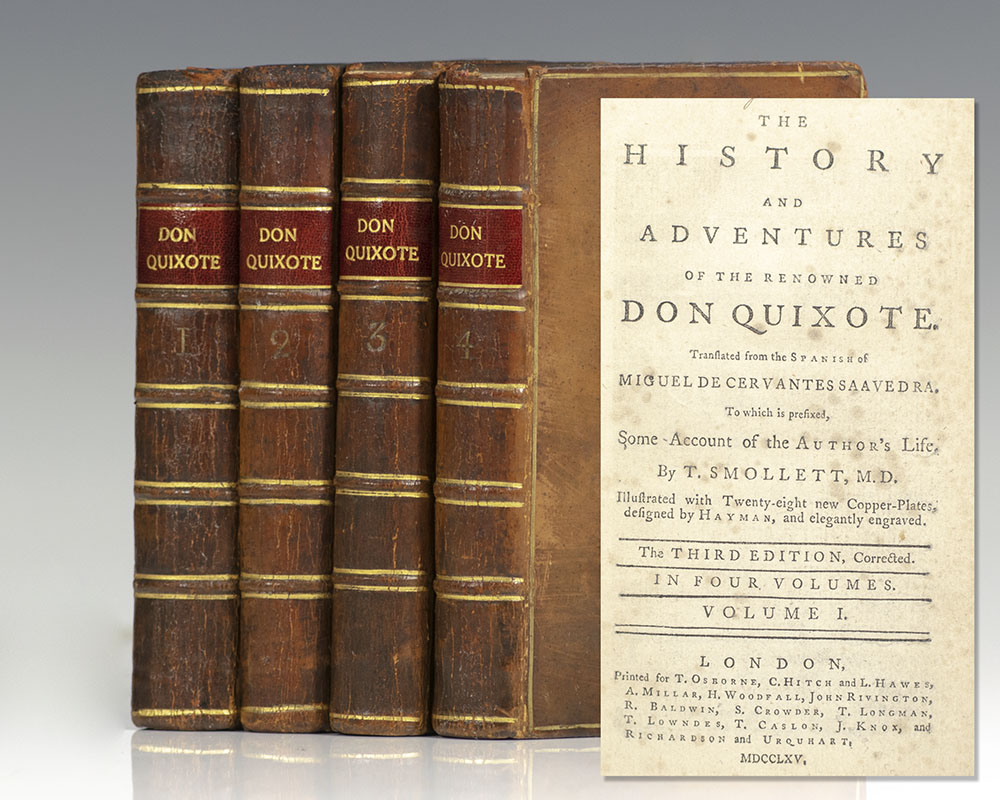 DON
QUIXOTE
1
DON
QUIXOTE
2
DON
QUIXOTE
3
DON
QUIXOTE
4
THE
HISTORY
AND
ADVENTURES
OF THE RENOWNED
DON QUIXOTE.
Tranſlated from the SPANISH of
MIGUEL DE CERVANTES SAAVEDRA.
To which is prefixed,
Some Account of the AUTHOR's Life.
By T. SMOLLETT, M.D.
Illuſtrated with Twenty-eight new Copper-Plates,
deſigned by HAYMAN, and elegantly engraved.
The THIRD EDITION, Corrected.
IN FOUR VOLUMES.
VOLUME I.
LONDON,
Printed for T. OSBORNE, C. HITCH and L. HAWES,
A. MILLAR, H. WOODFALL, JOHN RIVINGTON,
R. BALDWIN, S. CROWDER, T. LONGMAN,
T. LOWNDES, T. CASLON, J. KNOX, and
RICHARDSON and URQUHART.
MDCCLXV.